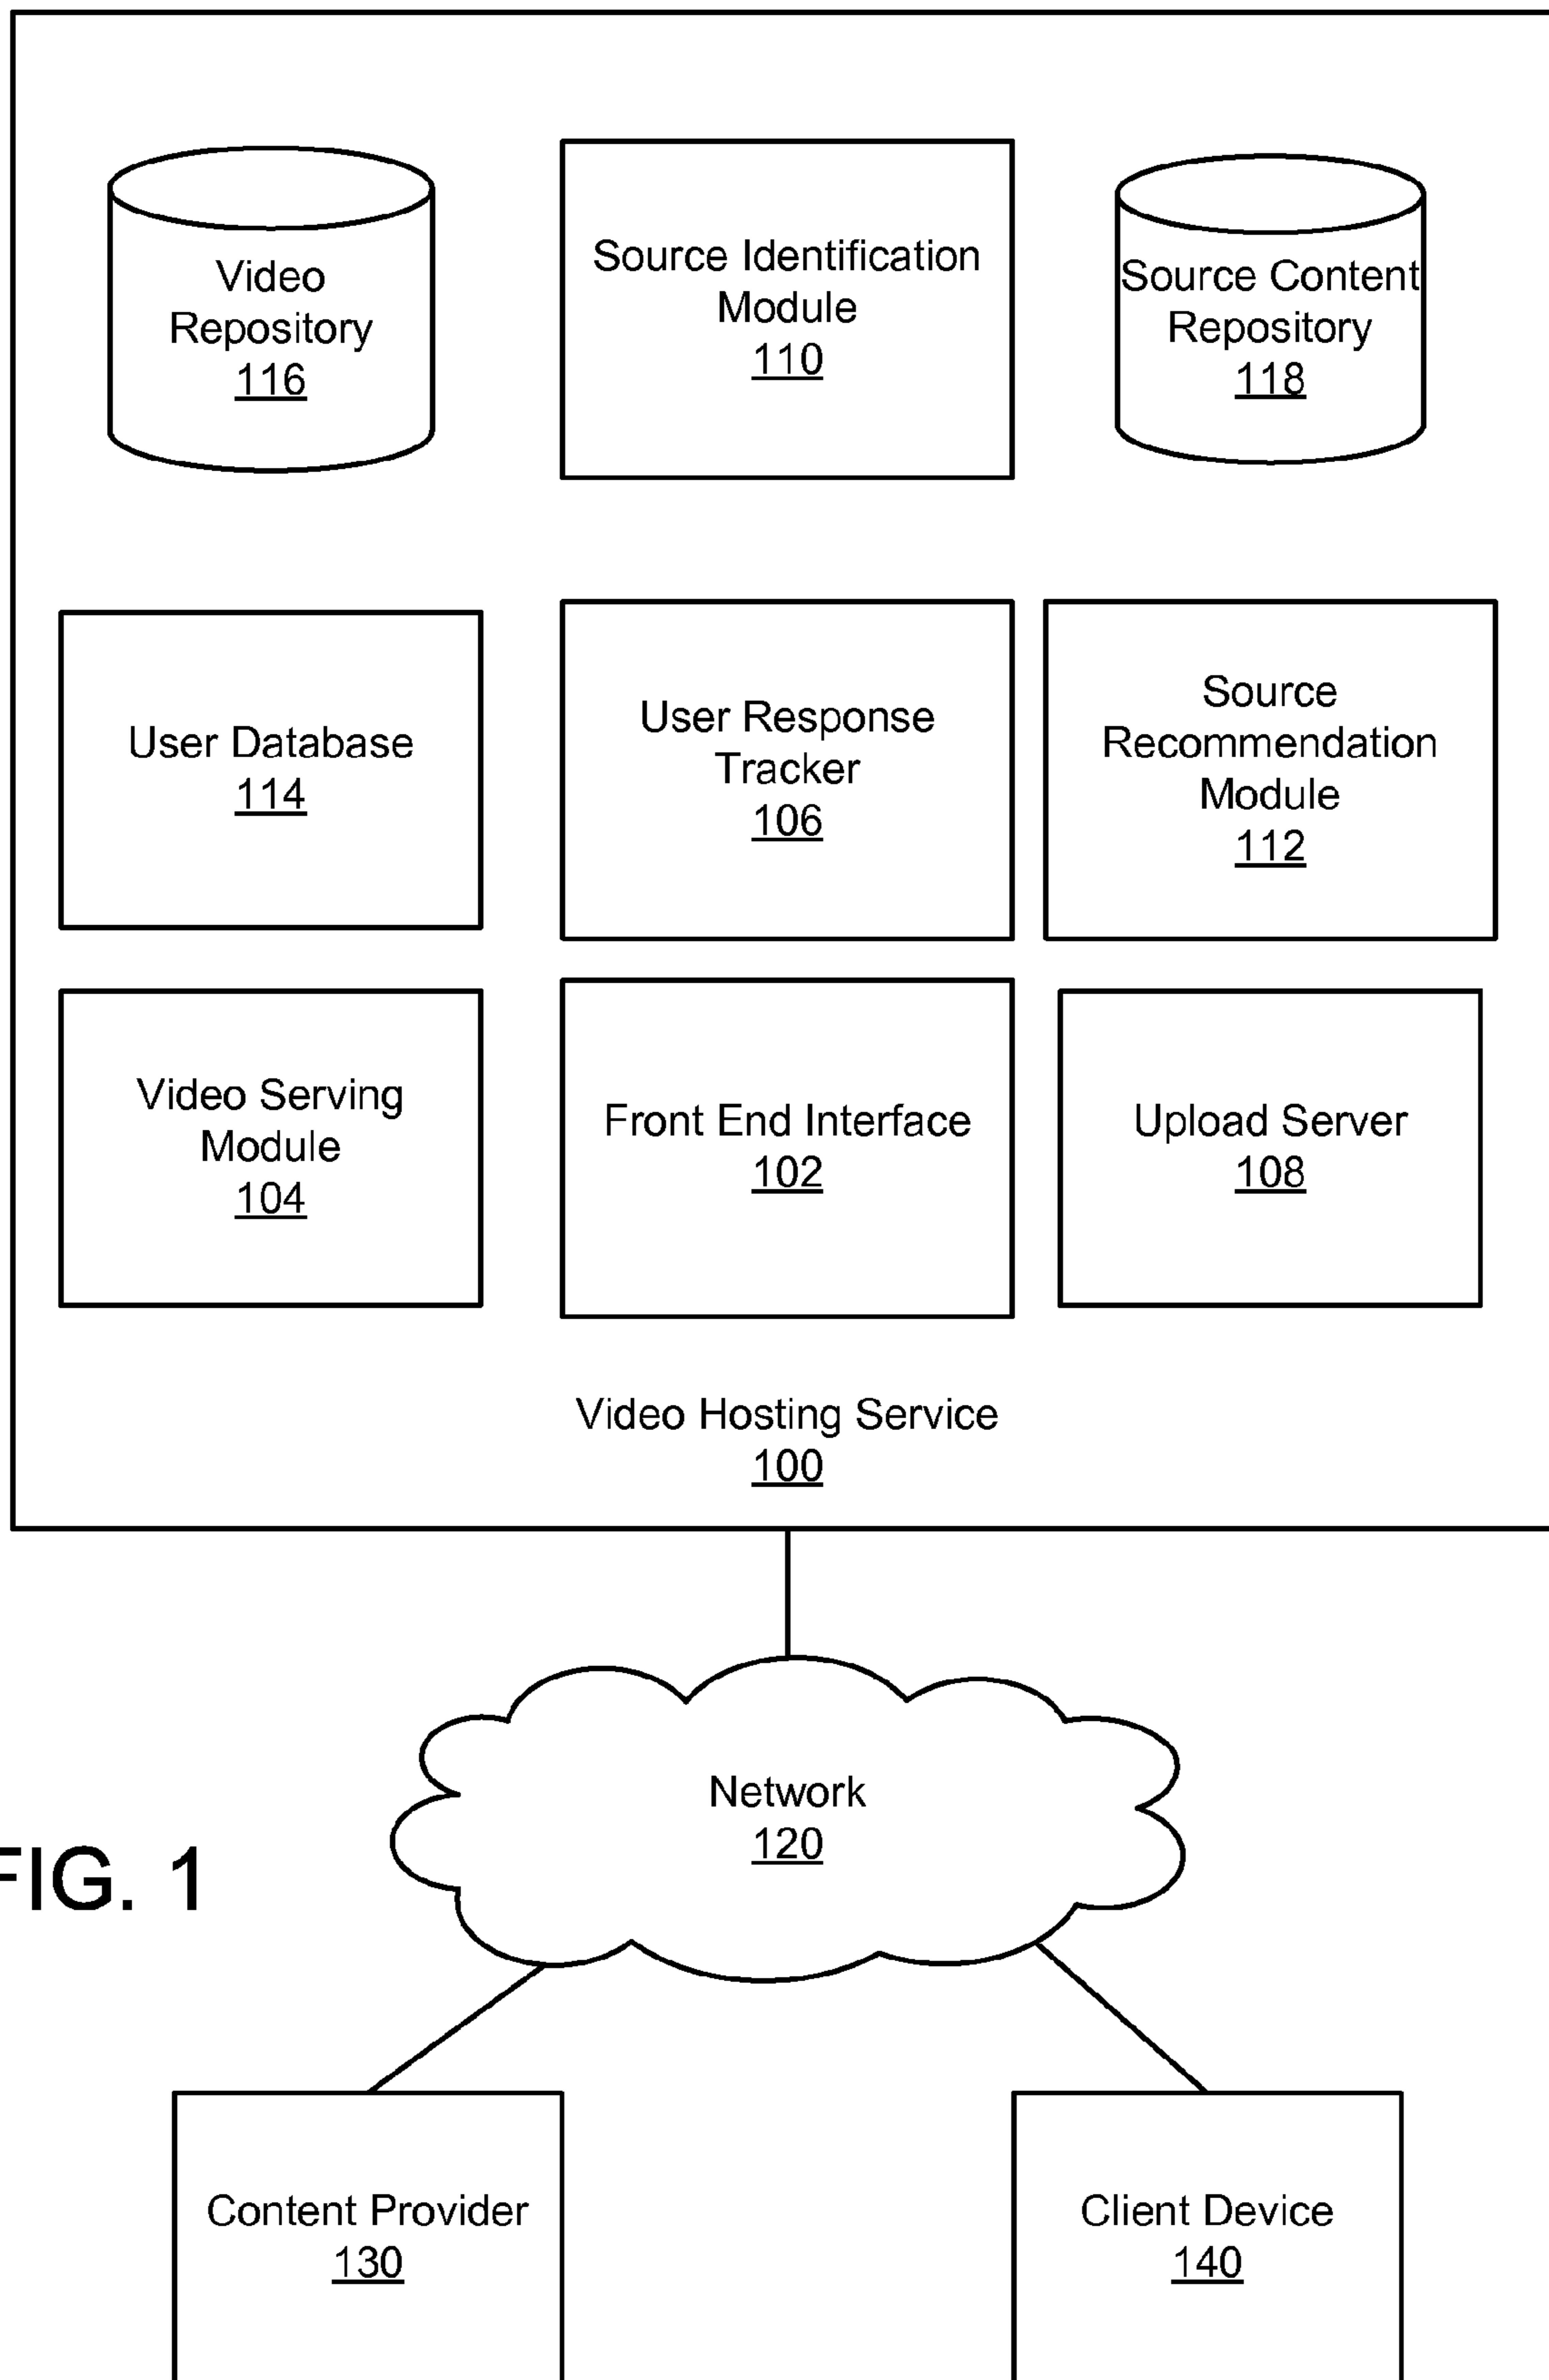 Video
Repository
116
Source Identification
Module
110
Source Content
Repository
118
User Database
114
User Response
Tracker
106
Source
Recommendation
Module
112
Video Serving
Module
104
Front End Interface
102
Upload Server
108
Video Hosting Service
100
Network
120
FIG. 1
Content Provider
130
Client Device
140